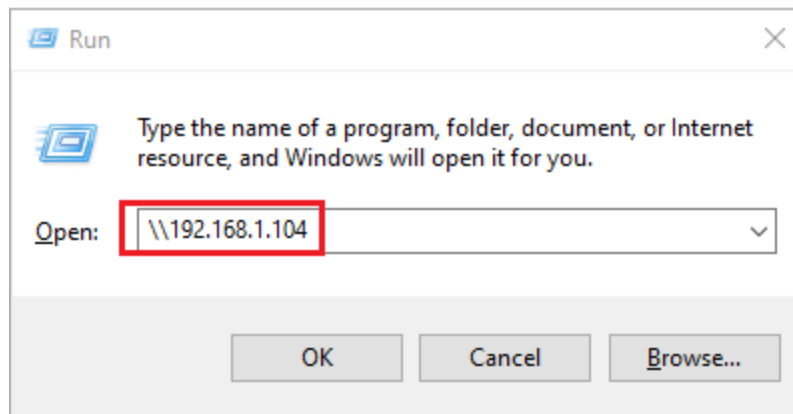 Run
Type the name of a program, folder, document, or Internet
resource, and Windows will open it for you.
Open: \\192.168.1.104
OK Cancel Browse...